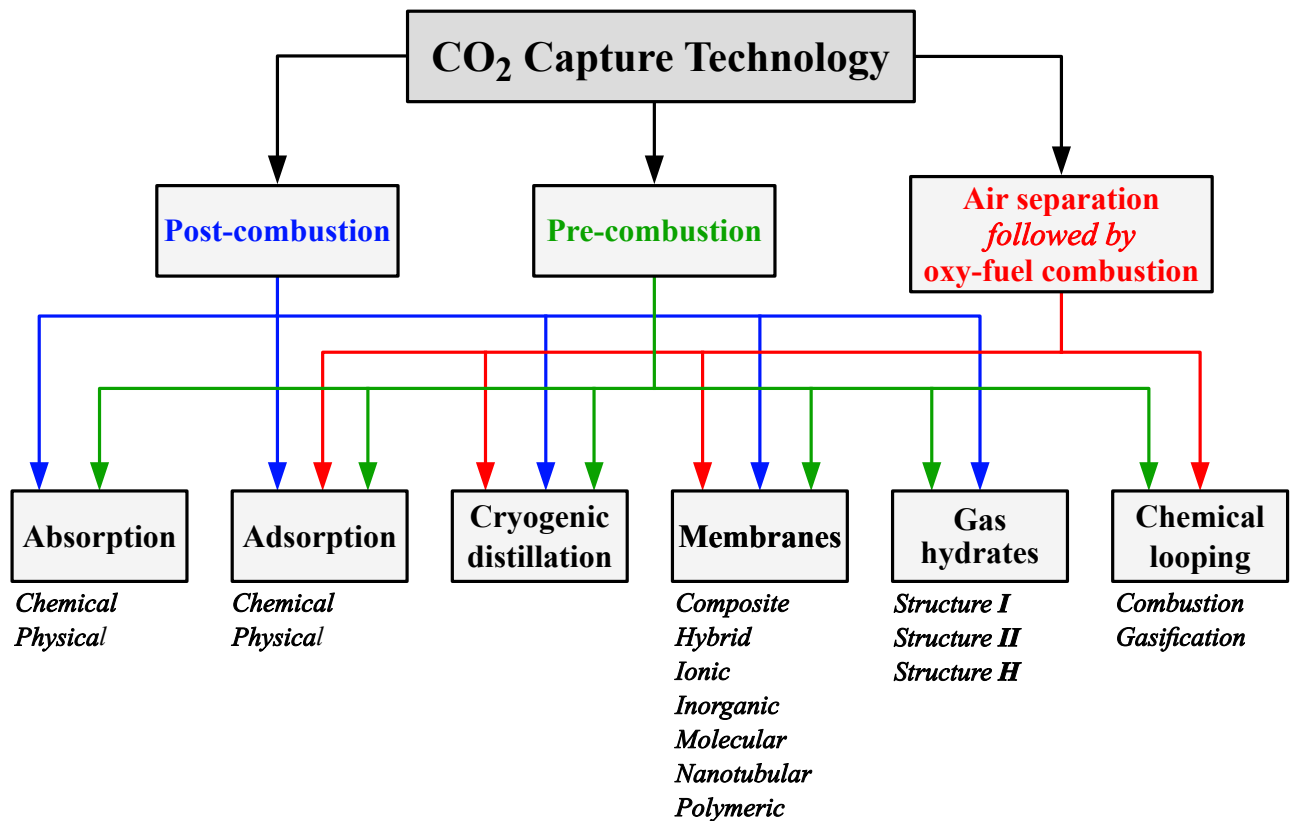 CO₂ Capture Technology
Post-combustion
Pre-combustion
Air separation
followed by
oxy-fuel combustion
Absorption
Chemical
Physical
Adsorption
Chemical
Physical
Cryogenic
distillation
Membranes
Composite
Hybrid
Ionic
Inorganic
Molecular
Nanotubular
Polymeric
Gas
hydrates
Structure I
Structure II
Structure H
Chemical
looping
Combustion
Gasification